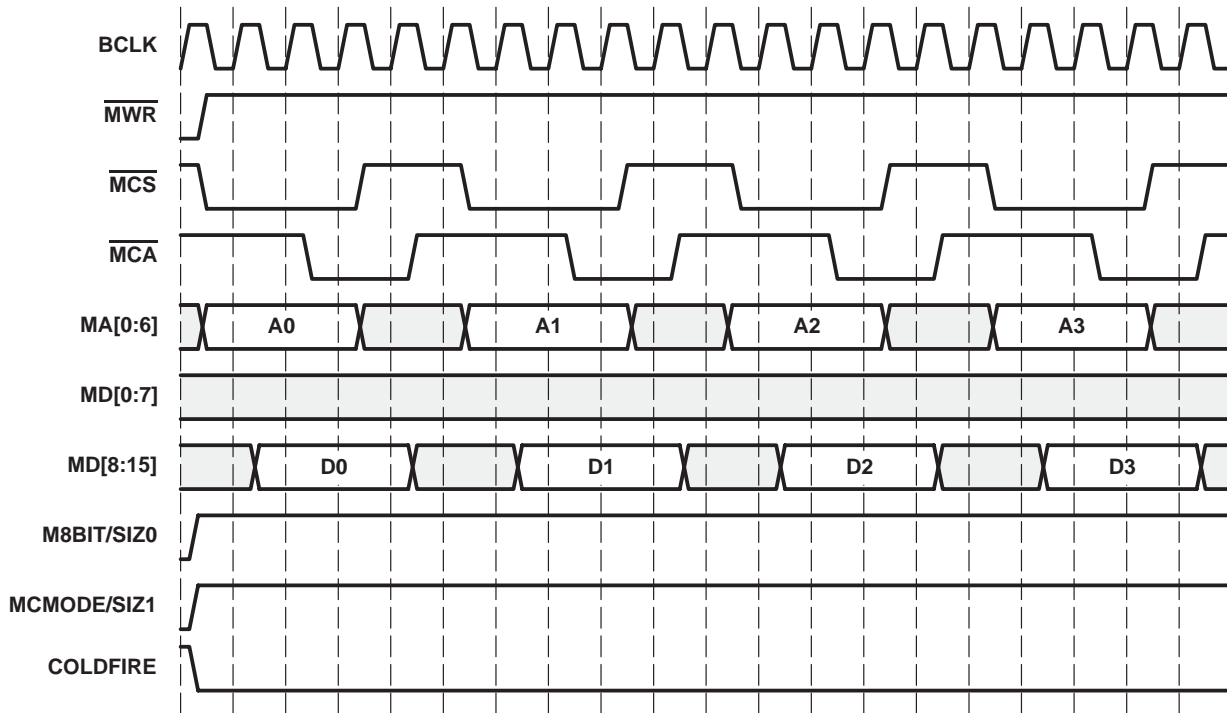 BCLK
MWR
MCS
MCA
MA[0:6] A0 A1 A2 A3
MD[0:7]
MD[8:15] D0 D1 D2 D3
M8BIT/SIZ0
MCMODE/SIZ1
COLDFIRE